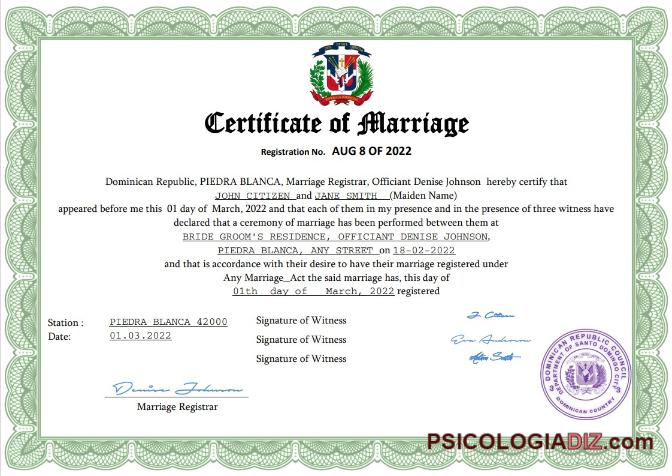 Certificate of Marriage
Registration No. AUG 8 OF 2022
Dominican Republic, PIEDRA BLANCA, Marriage Registrar, Officiant Denise Johnson hereby certify that
JOHN CITIZEN and JANE SMITH (Maiden Name)
appeared before me this 01 day of March, 2022 and that each of them in my presence and in the presence of three witness have
declared that a ceremony of marriage has been performed between them at
BRIDE GROOM'S RESIDENCE, OFFICIANT DENISE JOHNSON,
PIEDRA BLANCA, ANY STREET on 18-02-2022
and that is accordance with their desire to have their marriage registered under
Any Marriage_Act the said marriage has, this day of
01th day of March, 2022 registered
Station : PIEDRA BLANCA 42000
Date: 01.03.2022
Signature of Witness
Signature of Witness Eva Anderson
Signature of Witness
Denise Johnson
Marriage Registrar
DOMINICAN REPUBLIC COUNCIL
DEPARTMENT OF SANTO DOMINGO CITY
DOMINICAN COUNTRY
PSICOLOGIADIZ.com